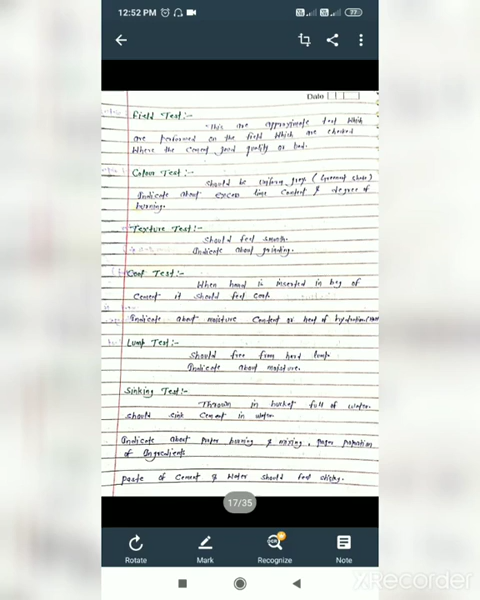 12:52 PM
77
Date
Field Test:-
This are approximate test Which
are performed on the field Which are checked
Where the Cement good quality or bad.
Colour Test:-
Should be Uniform grey (Greenest shade)
Indicate about excess lime Content & degree of
burning.
Texture Test:-
Should feel smooth.
Indicate about grinding.
Cool Test:-
When hand is inserted in bag of
Cement it should feel Cool.
Indicate about moisture Content or heat of hydration
Lump Test:-
Should free from hard lump
Indicate about moisture.
Sinking Test:-
Thrown in bucket full of water.
Should sink Cement in water
Indicate about proper burning & mixing, proper proportion
of Ingredients
paste of Cement & Water should feel sticky.
17/35
Rotate
Mark
Recognize
Note
XRecorder